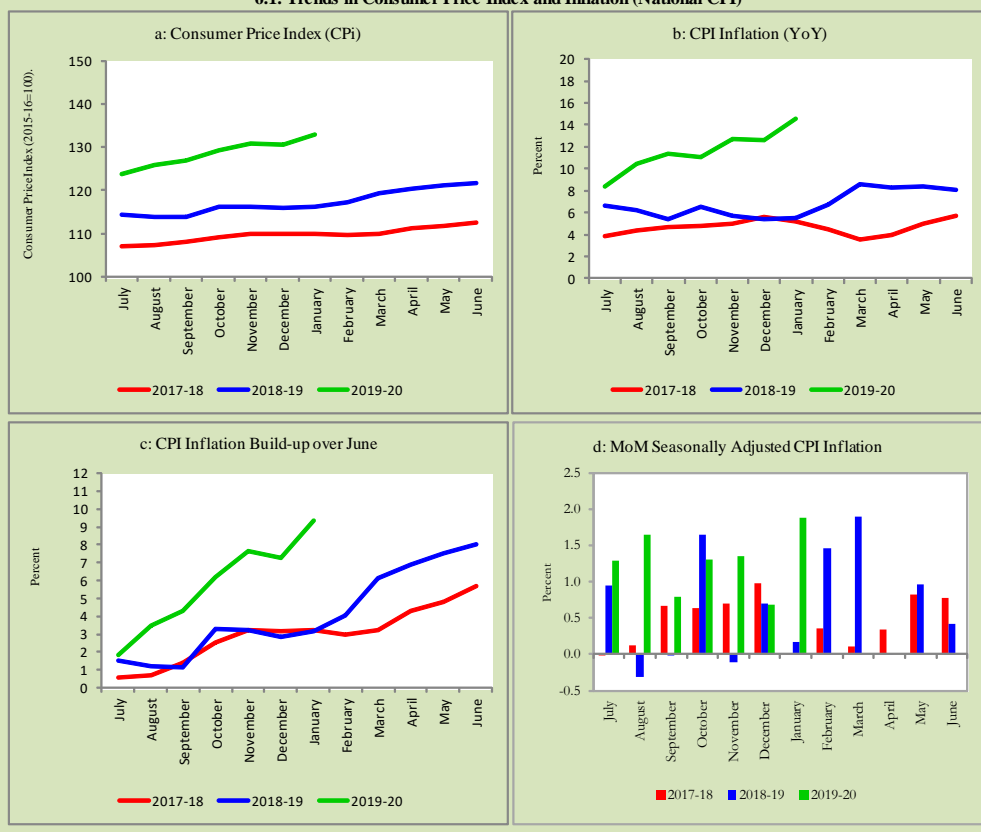 6.1: Trends in Consumer Price Index and Inflation (National CPI)
a: Consumer Price Index (CPi)
150
140
130
120
110
100
Consumer Price Index (2015-16=100).
July
August
September
October
November
December
January
February
March
April
May
June
2017-18 2018-19 2019-20
b: CPI Inflation (YoY)
20
18
16
14
12
10
8
6
4
2
0
Percent
July
August
September
October
November
December
January
February
March
April
May
June
2017-18 2018-19 2019-20
c: CPI Inflation Build-up over June
12
11
10
9
8
7
6
5
4
3
2
1
0
Percent
July
August
September
October
November
December
January
February
March
April
May
June
2017-18 2018-19 2019-20
d: MoM Seasonally Adjusted CPI Inflation
2.5
2.0
1.5
1.0
0.5
0.0
-0.5
Percent
July
August
September
October
November
December
January
February
March
April
May
June
2017-18 2018-19 2019-20